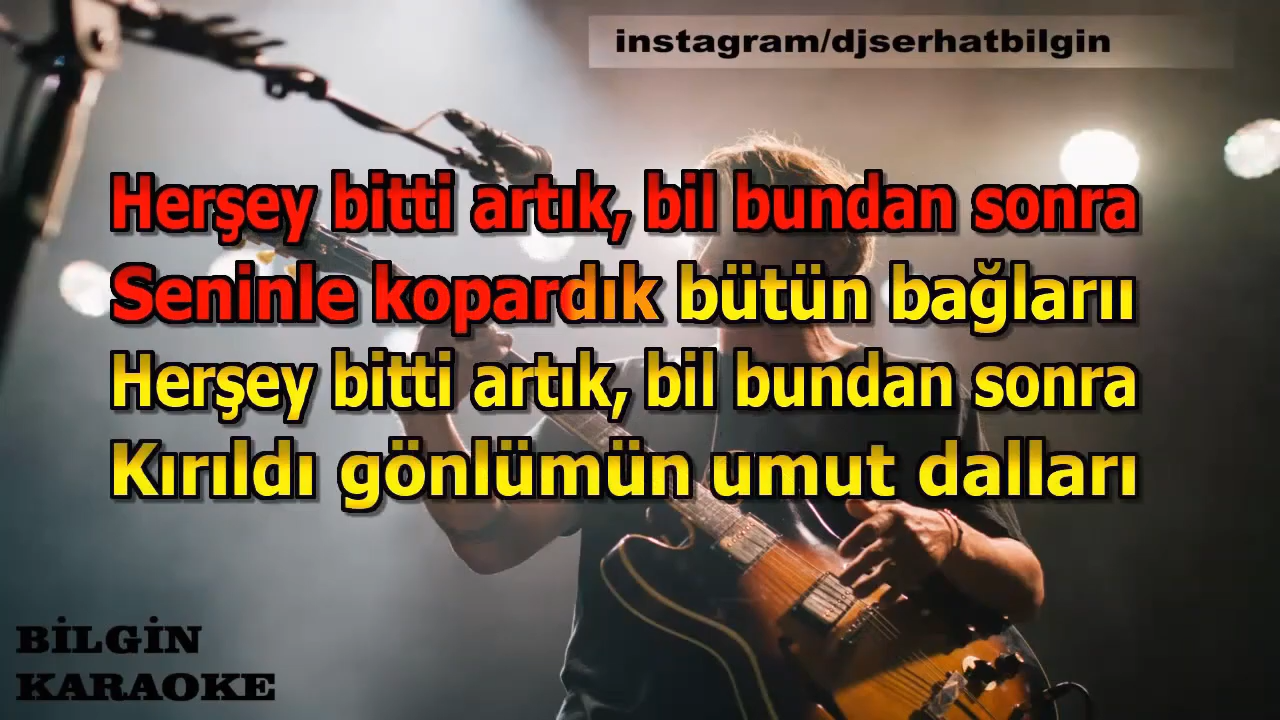 instagram/djserhatbilgin
Herşey bitti artık, bil bundan sonra
Seninle kopardık bütün bağlarıı
Herşey bitti artık, bil bundan sonra
Kırıldı gönlümün umut dalları
BİLGİN
KARAOKE